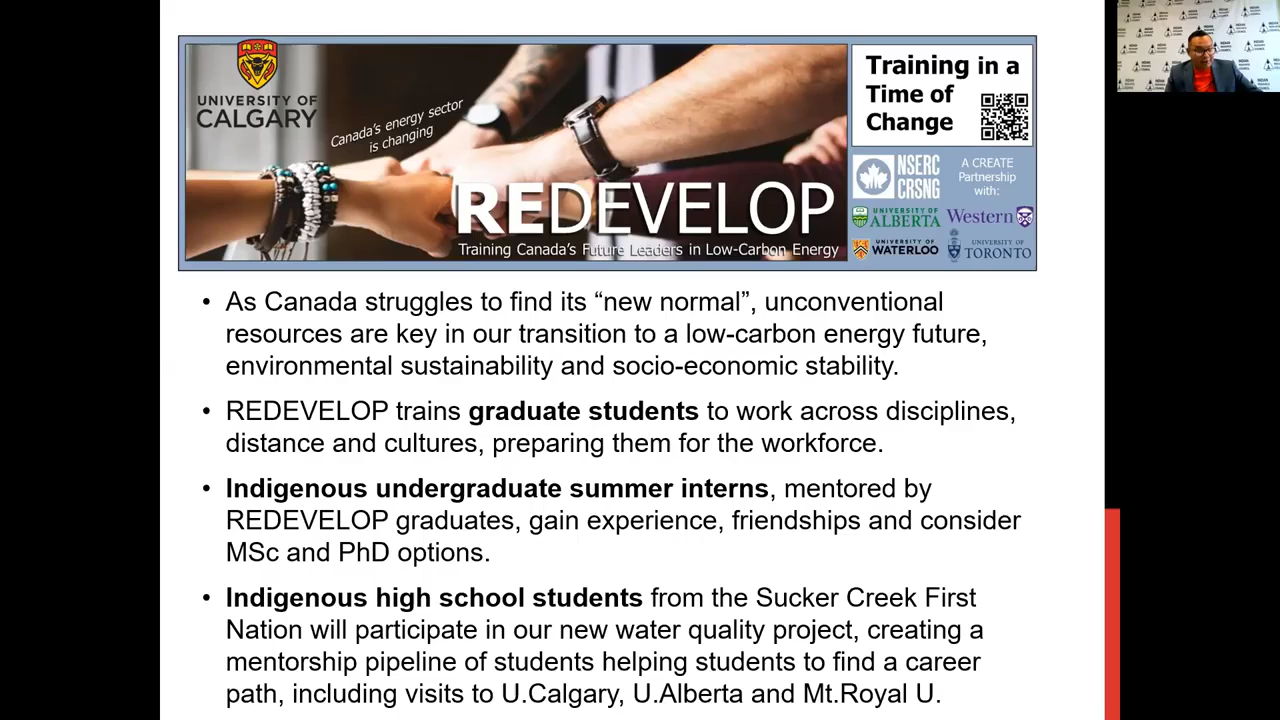 UNIVERSITY OF
CALGARY
Canada's energy sector
is changing
REDEVELOP
Training Canada's Future Leaders in Low-Carbon Energy
Training in a
Time of
Change
NSERC
CRSNG
A CREATE
Partnership
with:
UNIVERSITY OF
ALBERTA
Western
UNIVERSITY OF
WATERLOO
UNIVERSITY OF
TORONTO
• As Canada struggles to find its “new normal”, unconventional
resources are key in our transition to a low-carbon energy future,
environmental sustainability and socio-economic stability.
• REDEVELOP trains graduate students to work across disciplines,
distance and cultures, preparing them for the workforce.
• Indigenous undergraduate summer interns, mentored by
REDEVELOP graduates, gain experience, friendships and consider
MSc and PhD options.
• Indigenous high school students from the Sucker Creek First
Nation will participate in our new water quality project, creating a
mentorship pipeline of students helping students to find a career
path, including visits to U.Calgary, U.Alberta and Mt.Royal U.